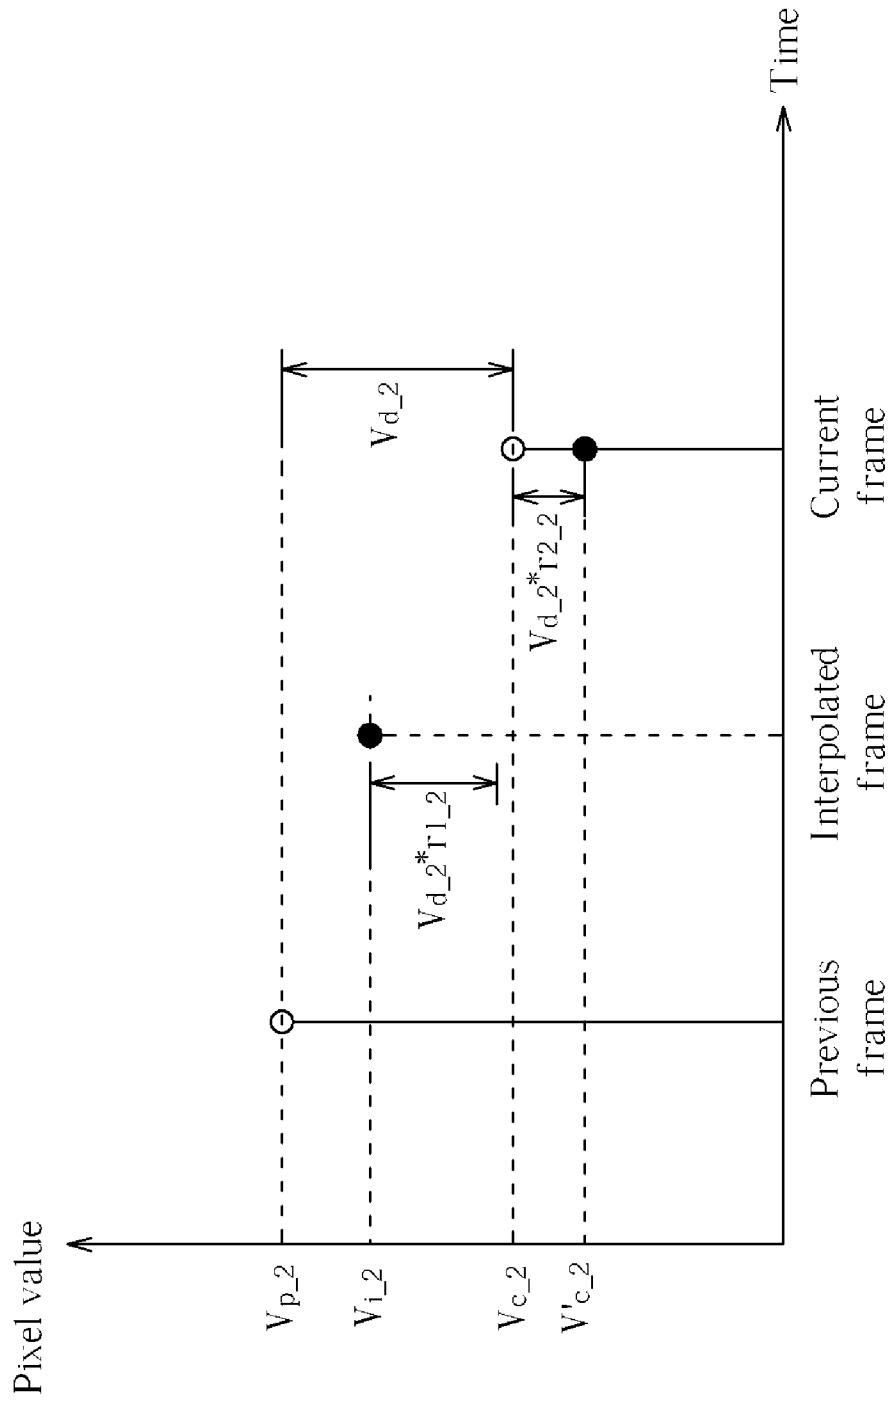 Pixel value
Vp_2
Vi_2
Vc_2
V'c_2
Vd_2
Vd_2*r1_2
Vd_2*r2_2
Previous
frame
Interpolated
frame
Current
frame
Time